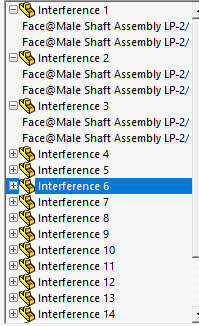 Interference 1
Face@Male Shaft Assembly LP-2/
Face@Male Shaft Assembly LP-2/
Interference 2
Face@Male Shaft Assembly LP-2/
Face@Male Shaft Assembly LP-2/
Interference 3
Face@Male Shaft Assembly LP-2/
Face@Male Shaft Assembly LP-2/
Interference 4
Interference 5
Interference 6
Interference 7
Interference 8
Interference 9
Interference 10
Interference 11
Interference 12
Interference 13
Interference 14